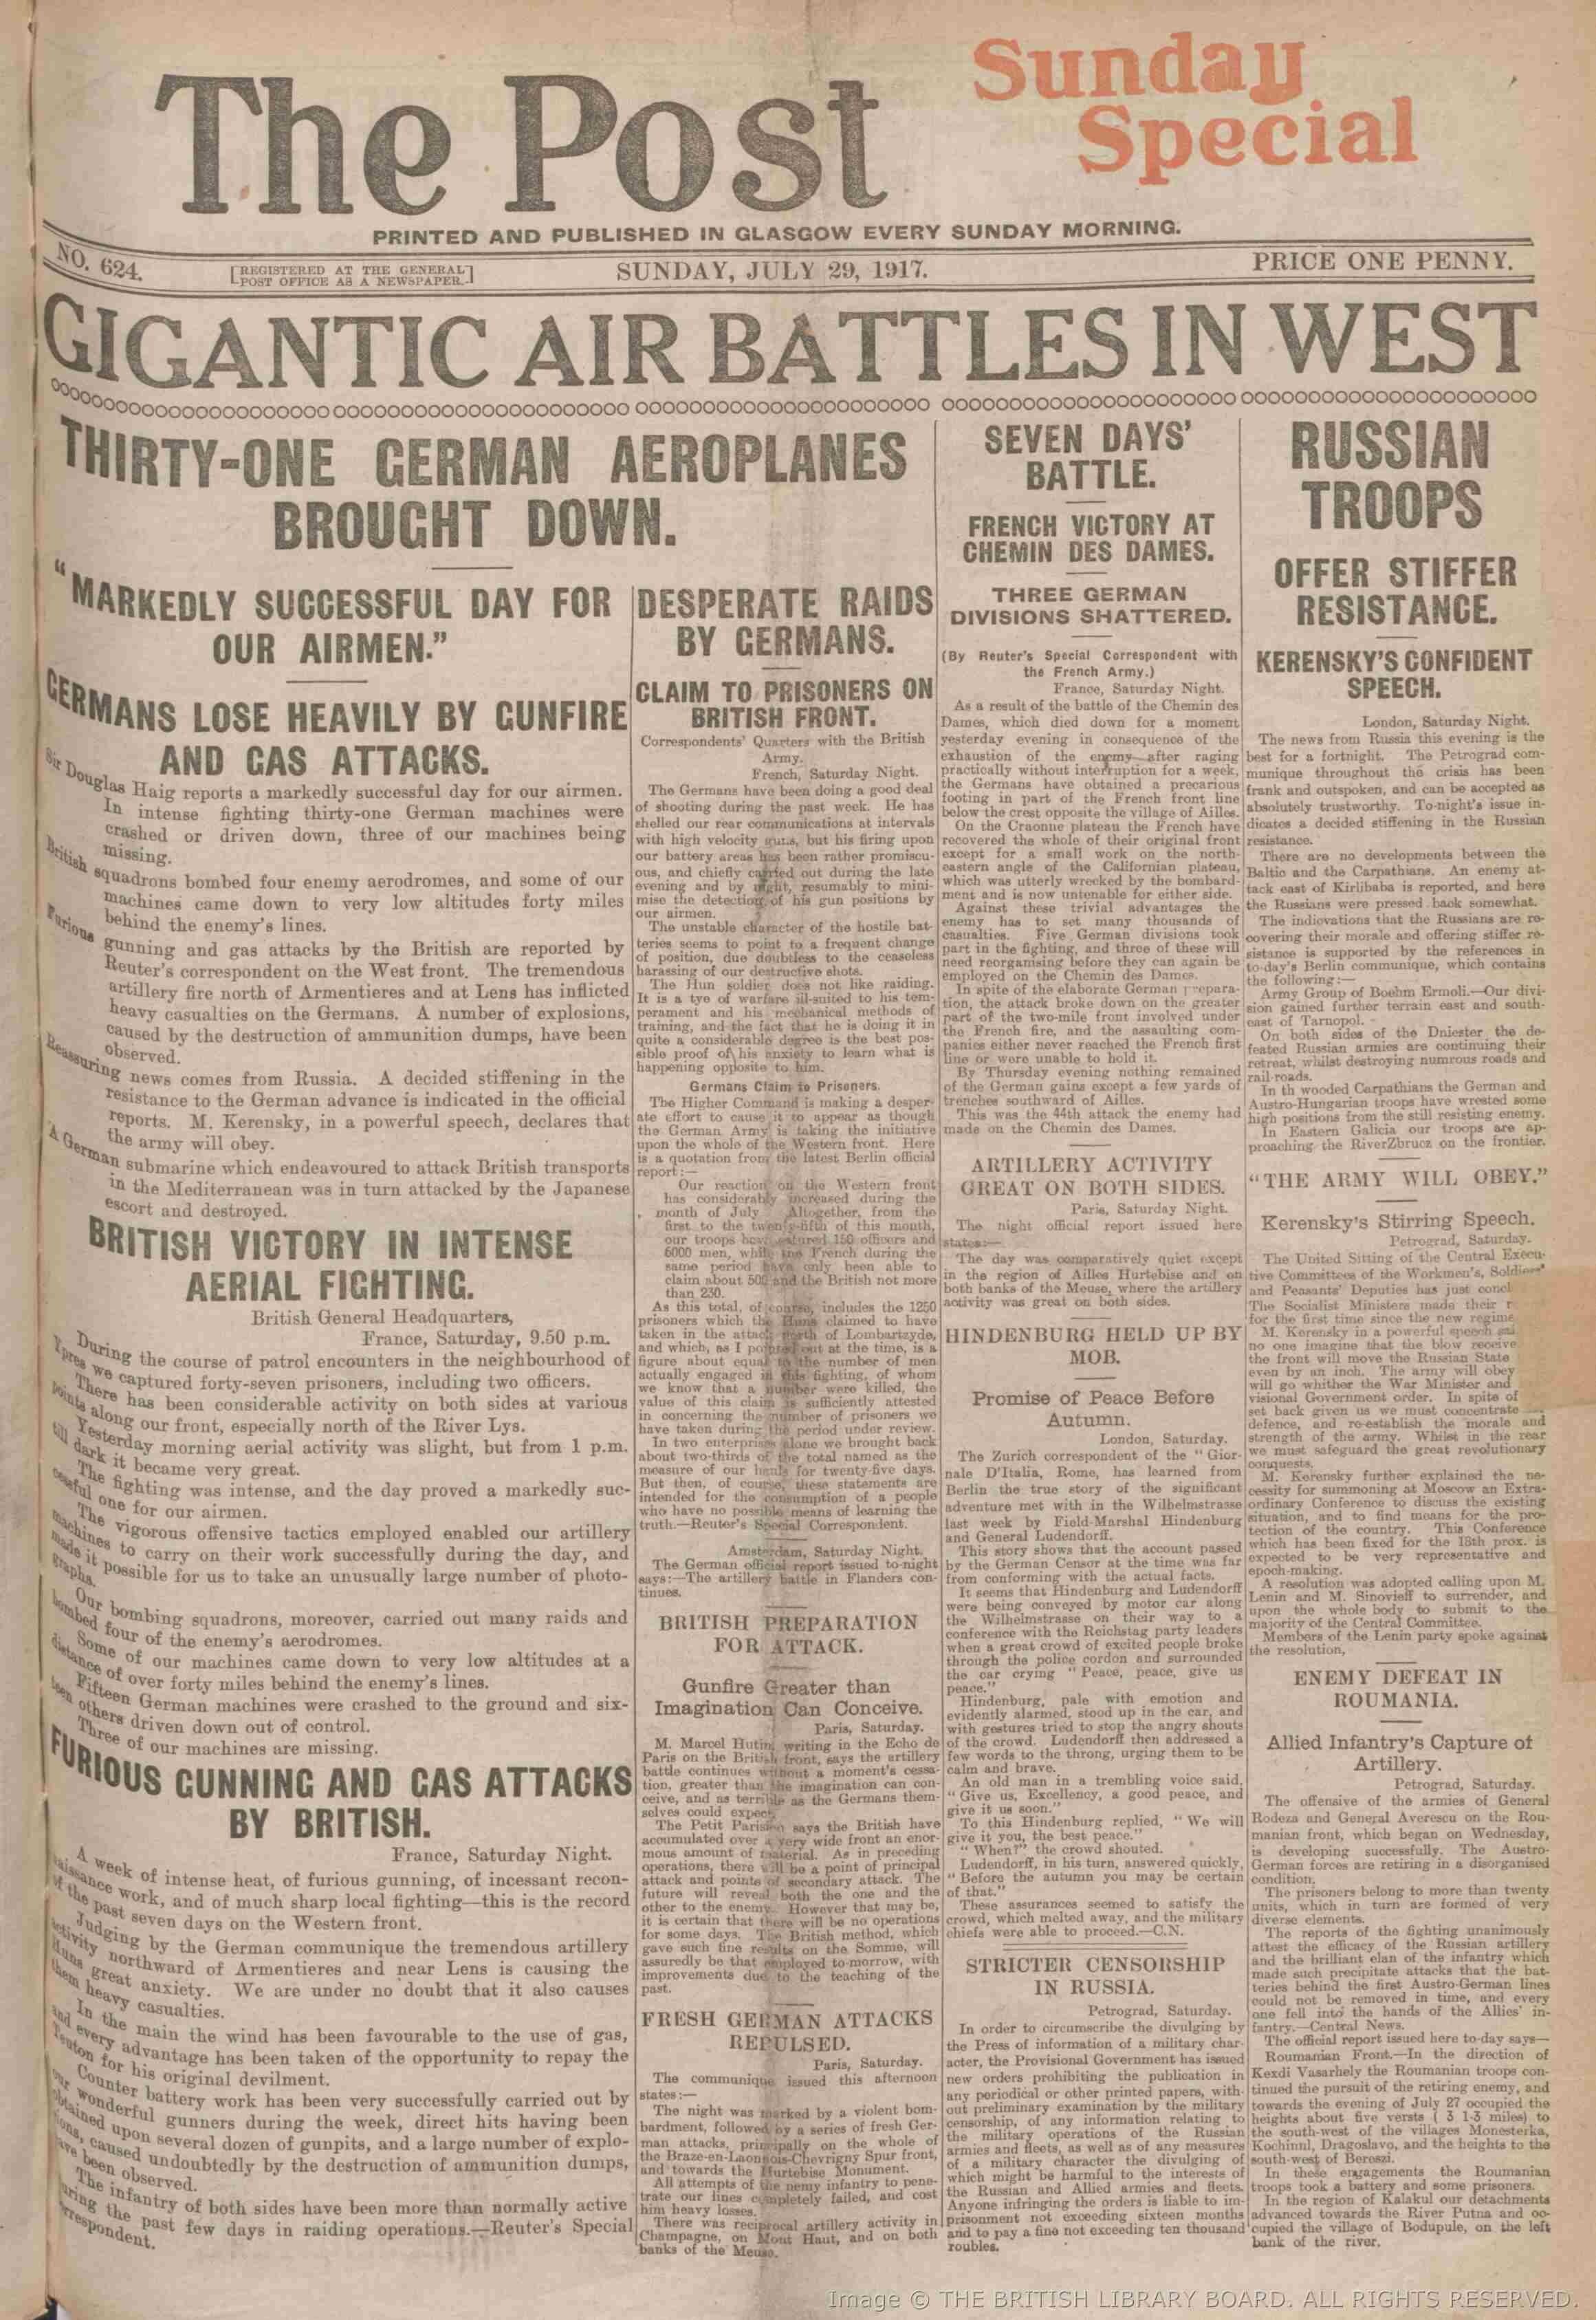 The Post
Sunday
Special
PRINTED AND PUBLISHED IN GLASGOW EVERY SUNDAY MORNING.
NO. 624.
[REGISTERED AT THE GENERAL
POST OFFICE AS A NEWSPAPER.]
SUNDAY, JULY 29, 1917.
PRICE ONE PENNY.
GIGANTIC AIR BATTLES IN WEST
THIRTY-ONE GERMAN AEROPLANES
BROUGHT DOWN.
"MARKEDLY SUCCESSFUL DAY FOR
OUR AIRMEN."
GERMANS LOSE HEAVILY BY GUNFIRE
AND GAS ATTACKS.
Sir Douglas Haig reports a markedly successful day for our airmen.
In intense fighting thirty-one German machines were
crashed or driven down, three of our machines being
missing.
British squadrons bombed four enemy aerodromes, and some of our
machines came down to very low altitudes forty miles
behind the enemy's lines.
Furious gunning and gas attacks by the British are reported by
Reuter's correspondent on the West front. The tremendous
artillery fire north of Armentieres and at Lens has inflicted
heavy casualties on the Germans. A number of explosions,
caused by the destruction of ammunition dumps, have been
observed.
Reassuring news comes from Russia. A decided stiffening in the
resistance to the German advance is indicated in the official
reports. M. Kerensky, in a powerful speech, declares that
the army will obey.
A German submarine which endeavoured to attack British transports
in the Mediterranean was in turn attacked by the Japanese
escort and destroyed.
BRITISH VICTORY IN INTENSE
AERIAL FIGHTING.
British General Headquarters,
France, Saturday, 9.50 p.m.
During the course of patrol encounters in the neighbourhood of
Ypres we captured forty-seven prisoners, including two officers.
There has been considerable activity on both sides at various
points along our front, especially north of the River Lys.
Yesterday morning aerial activity was slight, but from 1 p.m.
till dark it became very great.
The fighting was intense, and the day proved a markedly suc-
cessful one for our airmen.
The vigorous offensive tactics employed enabled our artillery
machines to carry on their work successfully during the day, and
made it possible for us to take an unusually large number of photo-
graphs.
Our bombing squadrons, moreover, carried out many raids and
bombed four of the enemy's aerodromes.
Some of our machines came down to very low altitudes at a
distance of over forty miles behind the enemy's lines.
Fifteen German machines were crashed to the ground and six-
teen others driven down out of control.
Three of our machines are missing.
FURIOUS GUNNING AND GAS ATTACKS
BY BRITISH.
France, Saturday Night.
A week of intense heat, of furious gunning, of incessant recon-
naissance work, and of much sharp local fighting—this is the record
of the past seven days on the Western front.
Judging by the German communique the tremendous artillery
activity northward of Armentieres and near Lens is causing the
Huns great anxiety. We are under no doubt that it also causes
them heavy casualties.
In the main the wind has been favourable to the use of gas,
and every advantage has been taken of the opportunity to repay the
Teuton for his original devilment.
Counter battery work has been very successfully carried out by
our wonderful gunners during the week, direct hits having been
obtained upon several dozen of gunpits, and a large number of explo-
sions, caused undoubtedly by the destruction of ammunition dumps,
have been observed.
The infantry of both sides have been more than normally active
during the past few days in raiding operations.—Reuter's Special
Correspondent.
DESPERATE RAIDS
BY GERMANS.
CLAIM TO PRISONERS ON
BRITISH FRONT.
Correspondents' Quarters with the British
Army.
French, Saturday Night.
The Germans have been doing a good deal
of shooting during the past week. He has
shelled our rear communications at intervals
with high velocity guns, but his firing upon
our battery areas has been rather promiscu-
ous, and chiefly carried out during the late
evening and by night, resumably to mini-
mise the detection of his gun positions by
our airmen.
The unstable character of the hostile bat-
teries seems to point to a frequent change
of position, due doubtless to the ceaseless
harassing of our destructive shots.
The Hun soldier does not like raiding.
It is a tye of warfare ill-suited to his tem-
perament and his mechanical methods of
training, and the fact that he is doing it in
quite a considerable degree is the best pos-
sible proof of his anxiety to learn what is
happening opposite to him.
Germans Claim to Prisoners.
The Higher Command is making a desper-
ate effort to cause it to appear as though
the German Army is taking the initiative
upon the whole of the Western front. Here
is a quotation from the latest Berlin official
report:—
Our reaction on the Western front
has considerably increased during the
month of July. Altogether, from the
first to the twenty-fifth of this month,
our troops have captured 150 officers and
6000 men, while the French during the
same period have only been able to
claim about 500 and the British not more
than 230.
As this total, of course, includes the 1250
prisoners which the Huns claimed to have
taken in the attack north of Lombartzyde,
and which, as I pointed out at the time, is a
figure about equal to the number of men
actually engaged in this fighting, of whom
we know that a number were killed, the
value of this claim is sufficiently attested
in concerning the number of prisoners we
have taken during the period under review.
In two enterprises alone we brought back
about two-thirds of the total named as the
measure of our hauls for twenty-five days.
But then, of course, these statements are
intended for the consumption of a people
who have no possible means of learning the
truth.—Reuter's Special Correspondent.
Amsterdam, Saturday Night.
The German official report issued to-night
says:—The artillery battle in Flanders con-
tinues.
BRITISH PREPARATION
FOR ATTACK.
Gunfire Greater than
Imagination Can Conceive.
Paris, Saturday.
M. Marcel Hutin, writing in the Echo de
Paris on the British front, says the artillery
battle continues without a moment's cessa-
tion, greater than the imagination can con-
ceive, and as terrible as the Germans them-
selves could expect.
The Petit Parisien says the British have
accumulated over a very wide front an enor-
mous amount of material. As in preceding
operations, there will be a point of principal
attack and points of secondary attack. The
future will reveal both the one and the
other to the enemy. However that may be,
it is certain that there will be no operations
for some days. The British method, which
gave such fine results on the Somme, will
assuredly be that employed to-morrow, with
improvements due to the teaching of the
past.
FRESH GERMAN ATTACKS
REPULSED.
Paris, Saturday.
The communique issued this afternoon
states:—
The night was marked by a violent bom-
bardment, followed by a series of fresh Ger-
man attacks, principally on the whole of
the Braze-en-Laonnois-Chevrigny Spur front,
and towards the Hurtebise Monument.
All attempts of the nemy infantry to pene-
trate our lines completely failed, and cost
him heavy losses.
There was reciprocal artillery activity in
Champagne, on Mont Haut, and on both
banks of the Meuse.
SEVEN DAYS'
BATTLE.
FRENCH VICTORY AT
CHEMIN DES DAMES.
THREE GERMAN
DIVISIONS SHATTERED.
(By Reuter's Special Correspondent with
the French Army.)
France, Saturday Night.
As a result of the battle of the Chemin des
Dames, which died down for a moment
yesterday evening in consequence of the
exhaustion of the enemy after raging
practically without interruption for a week,
the Germans have obtained a precarious
footing in part of the French front line
below the crest opposite the village of Ailles.
On the Craonne plateau the French have
recovered the whole of their original front
except for a small work on the north-
eastern angle of the Californian plateau,
which was utterly wrecked by the bombard-
ment and is now untenable for either side.
Against these trivial advantages the
enemy has to set many thousands of
casualties. Five German divisions took
part in the fighting, and three of these will
need reorganising before they can again be
employed on the Chemin des Dames.
In spite of the elaborate German prepara-
tion, the attack broke down on the greater
part of the two-mile front involved under
the French fire, and the assaulting com-
panies either never reached the French first
line or were unable to hold it.
By Thursday evening nothing remained
of the German gains except a few yards of
trenches southward of Ailles.
This was the 44th attack the enemy had
made on the Chemin des Dames.
ARTILLERY ACTIVITY
GREAT ON BOTH SIDES.
Paris, Saturday Night.
The night official report issued here
states:—
The day was comparatively quiet except
in the region of Ailles Hurtebise and on
both banks of the Meuse, where the artillery
activity was great on both sides.
HINDENBURG HELD UP BY
MOB.
Promise of Peace Before
Autumn.
London, Saturday.
The Zurich correspondent of the "Gior-
nale D'Italia, Rome, has learned from
Berlin the true story of the significant
adventure met with in the Wilhelmstrasse
last week by Field-Marshal Hindenburg
and General Ludendorff.
This story shows that the account passed
by the German Censor at the time was far
from conforming with the actual facts.
It seems that Hindenburg and Ludendorff
were being conveyed by motor car along
the Wilhelmstrasse on their way to a
conference with the Reichstag party leaders
when a great crowd of excited people broke
through the police cordon and surrounded
the car crying "Peace, peace, give us
peace."
Hindenburg, pale with emotion and
evidently alarmed, stood up in the car, and
with gestures tried to stop the angry shouts
of the crowd. Ludendorff then addressed a
few words to the throng, urging them to be
calm and brave.
An old man in a trembling voice said,
"Give us, Excellency, a good peace, and
give it us soon."
To this Hindenburg replied, "We will
give it you, the best peace."
"When?" the crowd shouted.
Ludendorff, in his turn, answered quickly,
"Before the autumn you may be certain
of that."
These assurances seemed to satisfy the
crowd, which melted away, and the military
chiefs were able to proceed.—C.N.
STRICTER CENSORSHIP
IN RUSSIA.
Petrograd, Saturday.
In order to circumscribe the divulging by
the Press of information of a military char-
acter, the Provisional Government has issued
new orders prohibiting the publication in
any periodical or other printed papers, with-
out preliminary examination by the military
censorship, of any information relating to
the military operations of the Russian
armies and fleets, as well as of any measures
of a military character the divulging of
which might be harmful to the interests of
the Russian and Allied armies and fleets.
Anyone infringing the orders is liable to im-
prisonment not exceeding sixteen months
and to pay a fine not exceeding ten thousand
roubles.
RUSSIAN
TROOPS
OFFER STIFFER
RESISTANCE.
KERENSKY'S CONFIDENT
SPEECH.
London, Saturday Night.
The news from Russia this evening is the
best for a fortnight. The Petrograd com-
munique throughout the crisis has been
frank and outspoken, and can be accepted as
absolutely trustworthy. To-night's issue in-
dicates a decided stiffening in the Russian
resistance.
There are no developments between the
Baltic and the Carpathians. An enemy at-
tack east of Kirlibaba is reported, and here
the Russians were pressed back somewhat.
The indications that the Russians are re-
covering their morale and offering stiffer re-
sistance is supported by the references in
to-day's Berlin communique, which contains
the following:—
Army Group of Boehm Ermoli.—Our divi-
sion gained further terrain east and south-
east of Tarnopol.
On both sides of the Dniester the de-
feated Russian armies are continuing their
retreat, whilst destroying numrous roads and
rail-roads.
In th wooded Carpathians the German and
Austro-Hungarian troops have wrested some
high positions from the still resisting enemy.
In Eastern Galicia our troops are ap-
proaching the RiverZbrucz on the frontier.
"THE ARMY WILL OBEY."
Kerensky's Stirring Speech.
Petrograd, Saturday.
The United Sitting of the Central Execu-
tive Committees of the Workmen's, Soldiers'
and Peasants' Deputies has just concl
The Socialist Ministers made their r
for the first time since the new regime
M. Kerensky in a powerful speech
no one imagine that the blow receive
the front will move the Russian State
even by an inch. The army will obey
will go whither the War Minister and
visional Government order. In spite of
set back given us we must concentrate
defence, and re-establish the morale and
strength of the army. Whilst in the rear
we must safeguard the great revolutionary
conquests.
M. Kerensky further explained the ne-
cessity for summoning at Moscow an Extra-
ordinary Conference to discuss the existing
situation, and to find means for the pro-
tection of the country. This Conference
which has been fixed for the 13th prox. is
expected to be very representative and
epoch-making.
A resolution was adopted calling upon M.
Lenin and M. Sinovieff to surrender, and
upon the whole body to submit to the
majority of the Central Committee.
Members of the Lenin party spoke against
the resolution,
ENEMY DEFEAT IN
ROUMANIA.
Allied Infantry's Capture of
Artillery.
Petrograd, Saturday.
The offensive of the armies of General
Rodeza and General Averescu on the Rou-
manian front, which began on Wednesday,
is developing successfully. The Austro-
German forces are retiring in a disorganised
condition.
The prisoners belong to more than twenty
units, which in turn are formed of very
diverse elements.
The reports of the fighting unanimously
attest the efficacy of the Russian artillery
and the brilliant elan of the infantry which
made such precipitate attacks that the bat-
teries behind the first Austro-German lines
could not be removed in time, and every
one fell into the hands of the Allies' in-
fantry.—Central News.
The official report issued here to-day says—
Roumanian Front.—In the direction of
Kexdi Vasarhely the Roumanian troops con-
tinued the pursuit of the retiring enemy, and
towards the evening of July 27 occupied the
heights about five versts ( 3 1-3 miles) to
the south-west of the villages Monesterka,
Kochinul, Dragoslavo, and the heights to the
south-west of Bereszi.
In these engagements the Roumanian
troops took a battery and some prisoners.
In the region of Kalakul our detachments
advanced towards the River Putna and oc-
cupied the village of Bodupule, on the left
bank of the river.
Image © THE BRITISH LIBRARY BOARD. ALL RIGHTS RESERVED.